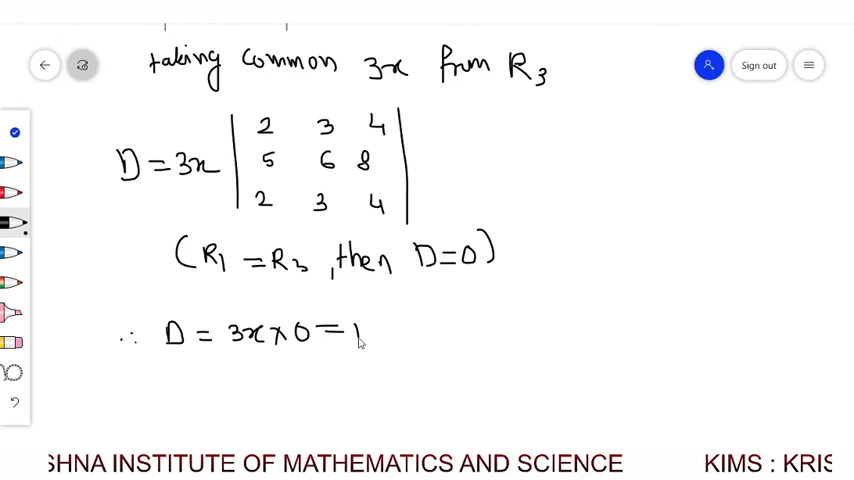 taking common 3x from R3
Sign out
D = 3x | 2 3 4 |
| 5 6 8 |
| 2 3 4 |
(R1 = R3, then D = 0)
∴ D = 3x × 0 =
SHNA INSTITUTE OF MATHEMATICS AND SCIENCE KIMS : KRIS